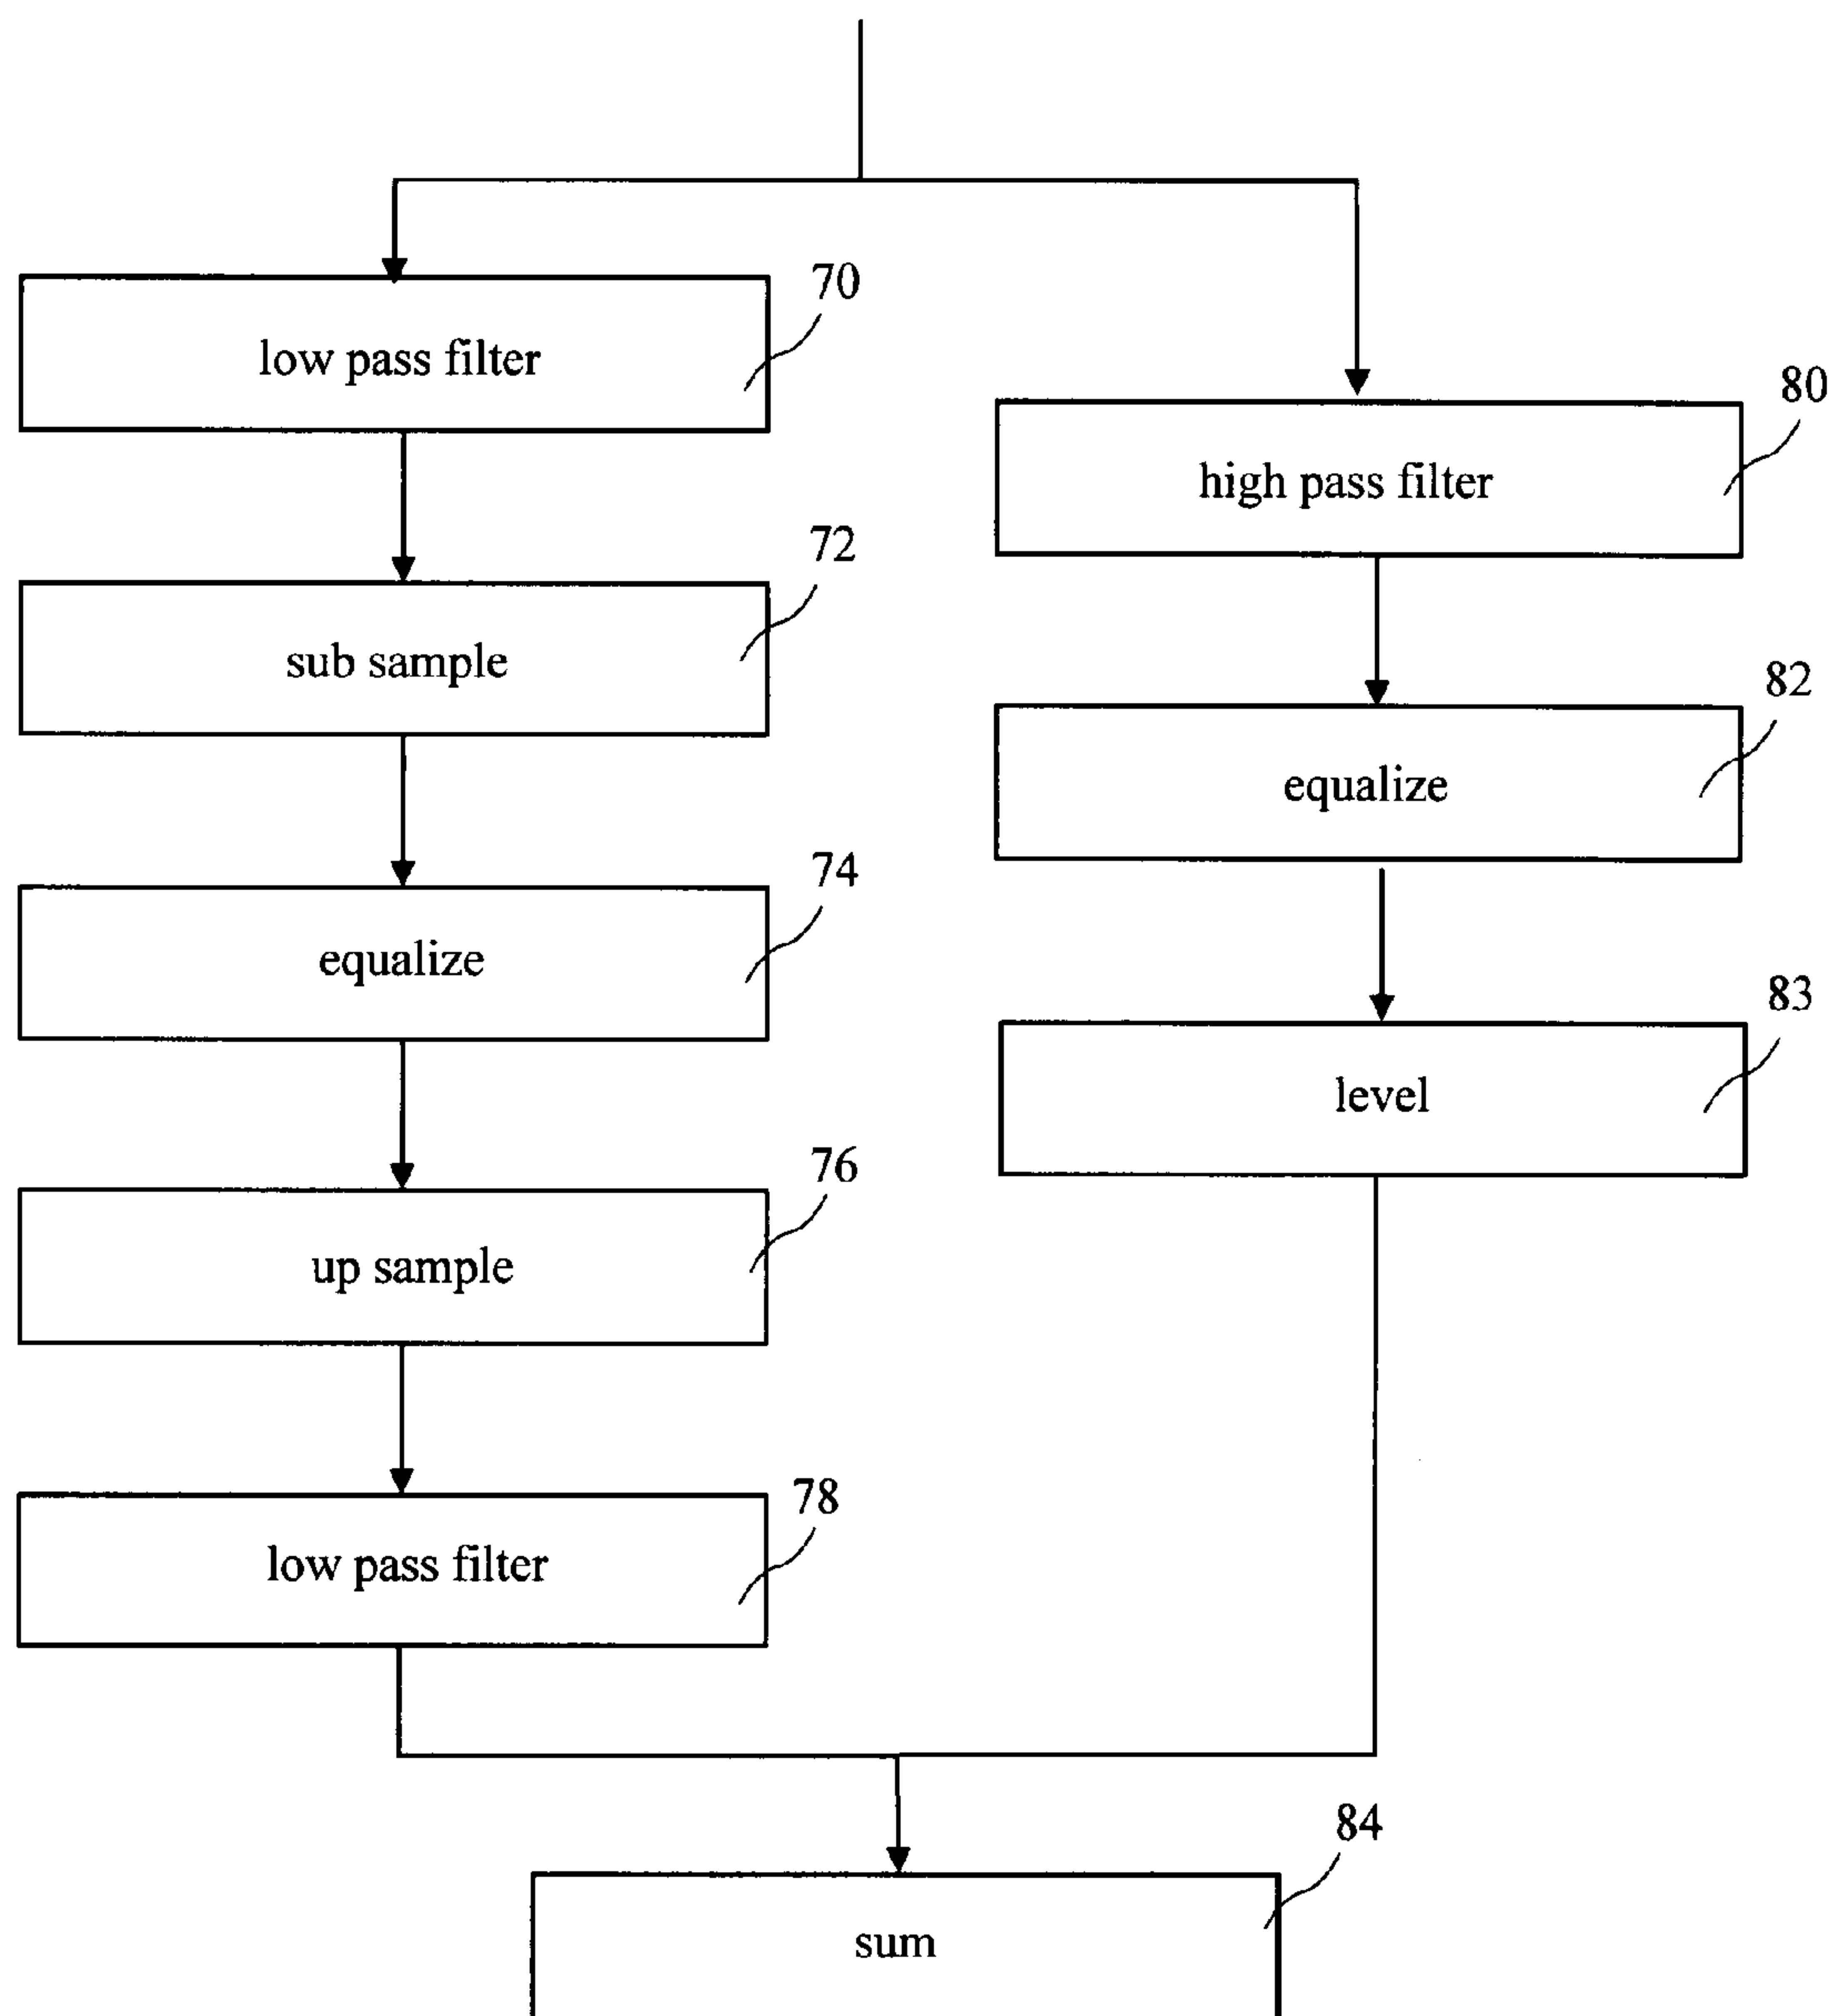 70
low pass filter
80
high pass filter
72
sub sample
82
equalize
74
equalize
83
level
76
up sample
78
low pass filter
84
sum